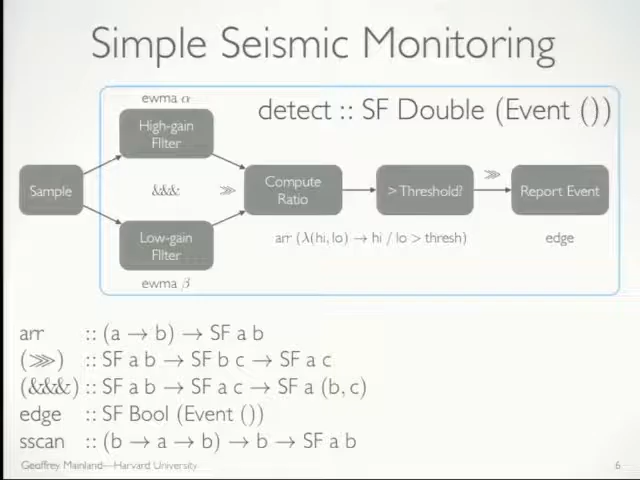 Simple Seismic Monitoring
ewma α
detect :: SF Double (Event ())
High-gain
FIlter
Sample
&&&
⋙
Compute
Ratio
> Threshold?
⋙
Report Event
Low-gain
FIlter
arr (λ(hi, lo) → hi / lo > thresh)
edge
ewma β
arr :: (a → b) → SF a b
(⋙) :: SF a b → SF b c → SF a c
(&&&) :: SF a b → SF a c → SF a (b, c)
edge :: SF Bool (Event ())
sscan :: (b → a → b) → b → SF a b
Geoffrey Mainland—Harvard University
6